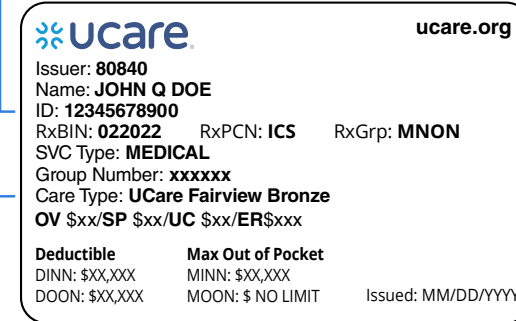 ucare. ucare.org
Issuer: 80840
Name: JOHN Q DOE
ID: 12345678900
RxBIN: 022022 RxPCN: ICS RxGrp: MNON
SVC Type: MEDICAL
Group Number: xxxxxx
Care Type: UCare Fairview Bronze
OV $xx/SP $xx/UC $xx/ER$xxx
Deductible Max Out of Pocket
DINN: $XX,XXX MINN: $XX,XXX
DOON: $XX,XXX MOON: $ NO LIMIT Issued: MM/DD/YYYY